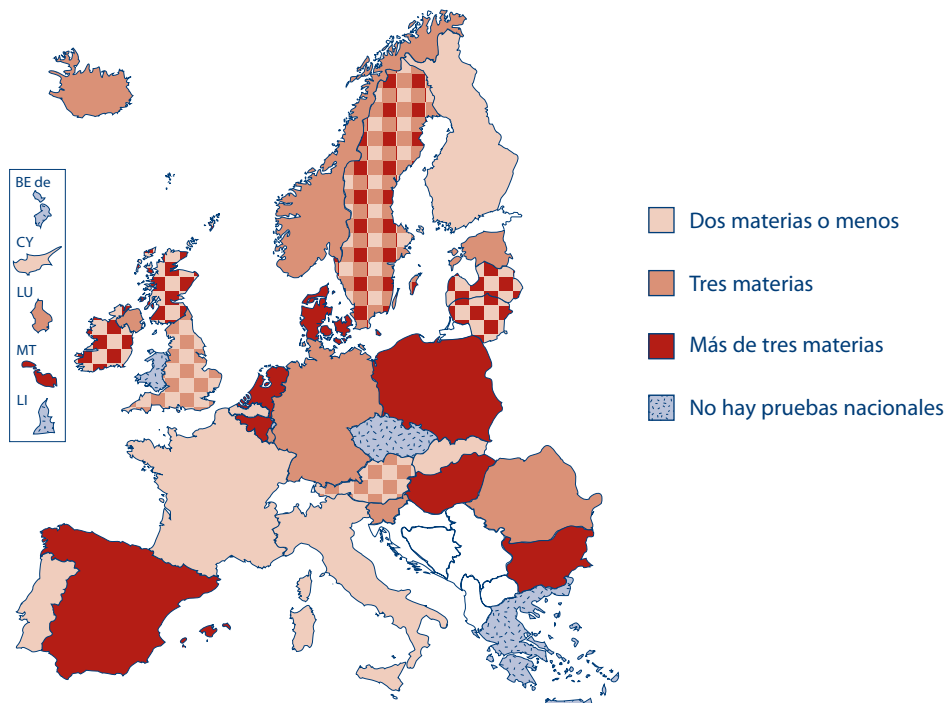 BE de
CY
LU
MT
LI
Dos materias o menos
Tres materias
Más de tres materias
No hay pruebas nacionales